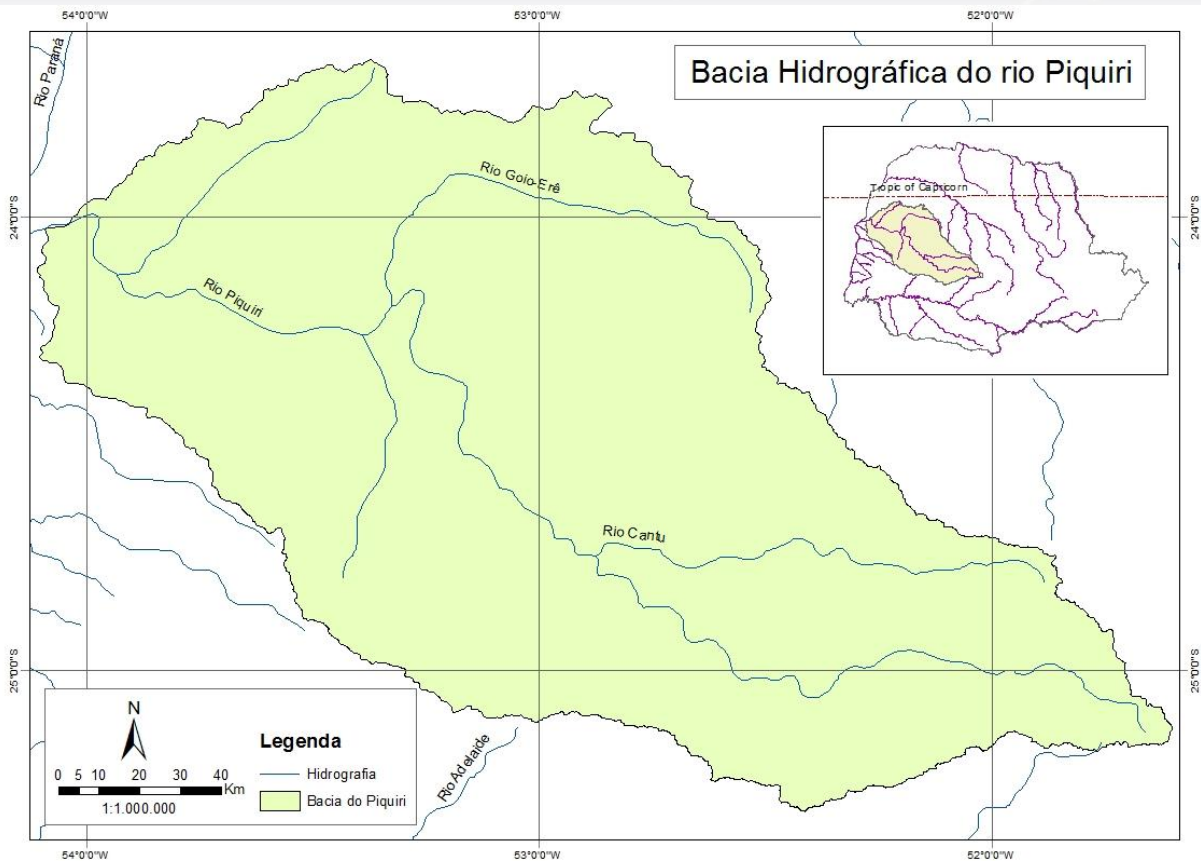 54°0'0"W
53°0'0"W
52°0'0"W
Bacia Hidrográfica do rio Piquiri
Rio Paraná
Tropic of Capricorn
Rio Goio-Erê
24°0'0"S
24°0'0"S
Rio Piquiri
Rio Cantu
25°0'0"S
25°0'0"S
N
Legenda
0 5 10 20 30 40
Km
1:1.000.000
Hidrografia
Bacia do Piquiri
Rio Adelaide
54°0'0"W
53°0'0"W
52°0'0"W